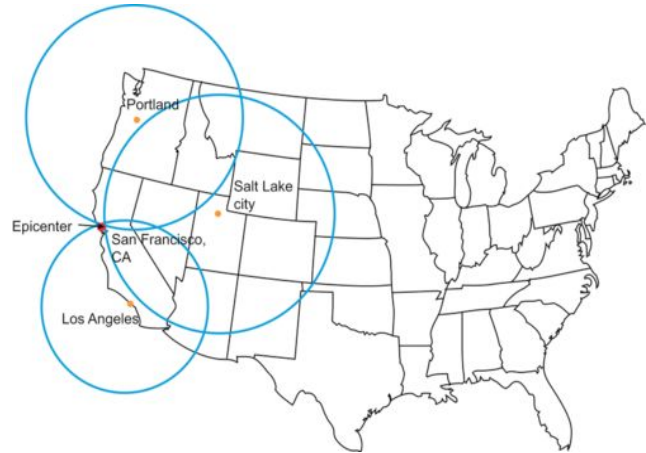 Portland
Salt Lake
city
Epicenter
San Francisco,
CA
Los Angeles